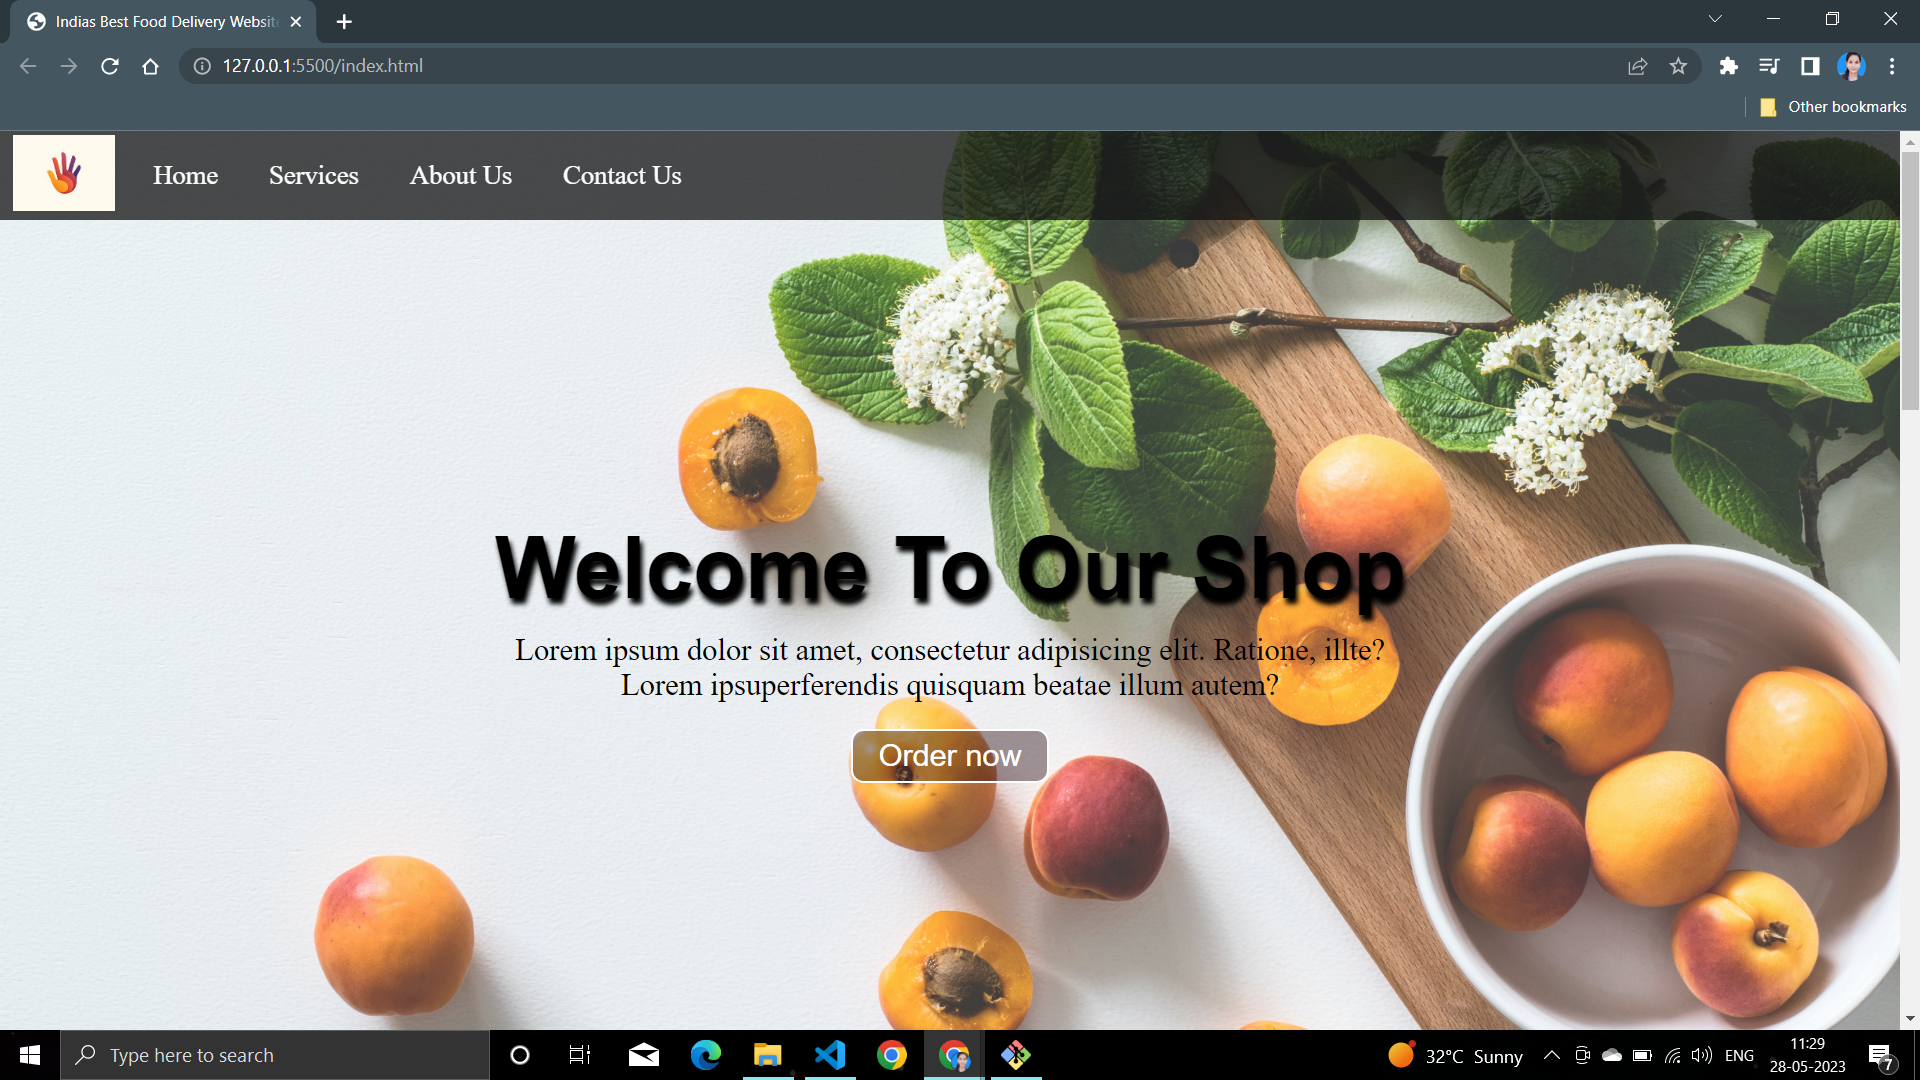 Indias Best Food Delivery Websit
127.0.0.1:5500/index.html
Other bookmarks
Home Services About Us Contact Us
Welcome To Our Shop
Lorem ipsum dolor sit amet, consectetur adipisicing elit. Ratione, illte?
Lorem ipsuperferendis quisquam beatae illum autem?
Order now
Type here to search
32°C Sunny
ENG
11:29
28-05-2023
7